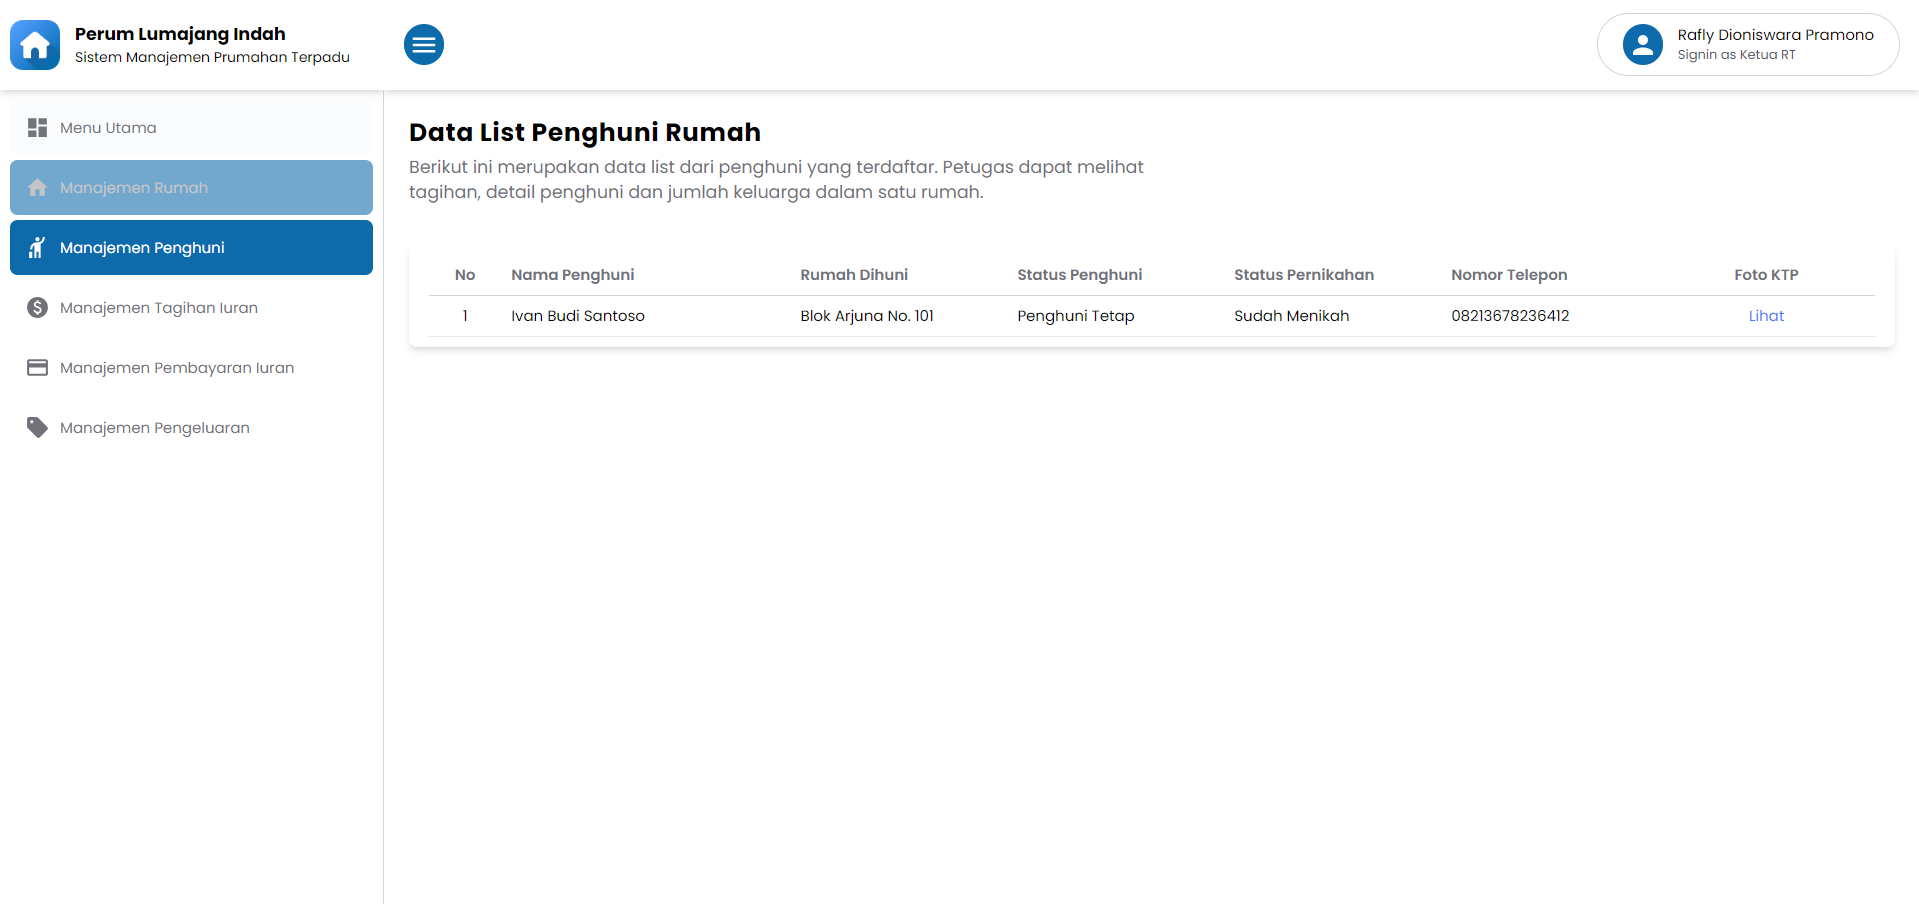 Perum Lumajang Indah
Sistem Manajemen Prumahan Terpadu
Rafly Dioniswara Pramono
Signin as Ketua RT
Menu Utama
Manajemen Rumah
Manajemen Penghuni
Manajemen Tagihan Iuran
Manajemen Pembayaran Iuran
Manajemen Pengeluaran
Data List Penghuni Rumah
Berikut ini merupakan data list dari penghuni yang terdaftar. Petugas dapat melihat
tagihan, detail penghuni dan jumlah keluarga dalam satu rumah.
No Nama Penghuni Rumah Dihuni Status Penghuni Status Pernikahan Nomor Telepon Foto KTP
1 Ivan Budi Santoso Blok Arjuna No. 101 Penghuni Tetap Sudah Menikah 08213678236412 Lihat